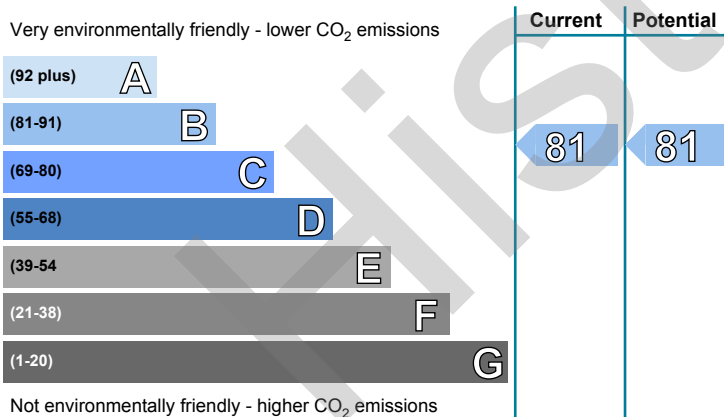 Very environmentally friendly - lower CO₂ emissions
Current Potential
(92 plus) A
(81-91) B
81 81
(69-80) C
(55-68) D
(39-54 E
(21-38) F
(1-20) G
Not environmentally friendly - higher CO₂ emissions
Hist